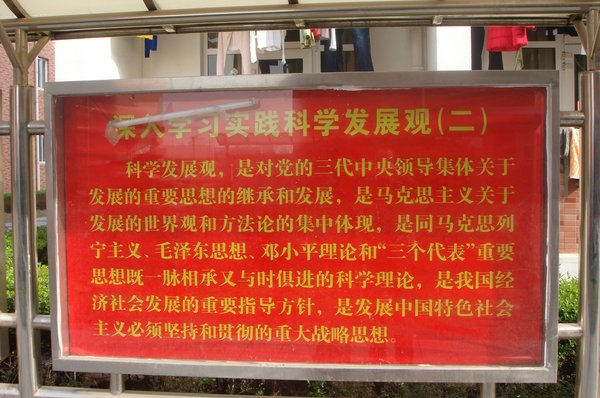 深入学习实践科学发展观(二)
科学发展观，是对党的三代中央领导集体关于
发展的重要思想的继承和发展，是马克思主义关于
发展的世界观和方法论的集中体现，是同马克思列
宁主义、毛泽东思想、邓小平理论和“三个代表”重要
思想既一脉相承又与时俱进的科学理论，是我国经
济社会发展的重要指导方针，是发展中国特色社会
主义必须坚持和贯彻的重大战略思想。